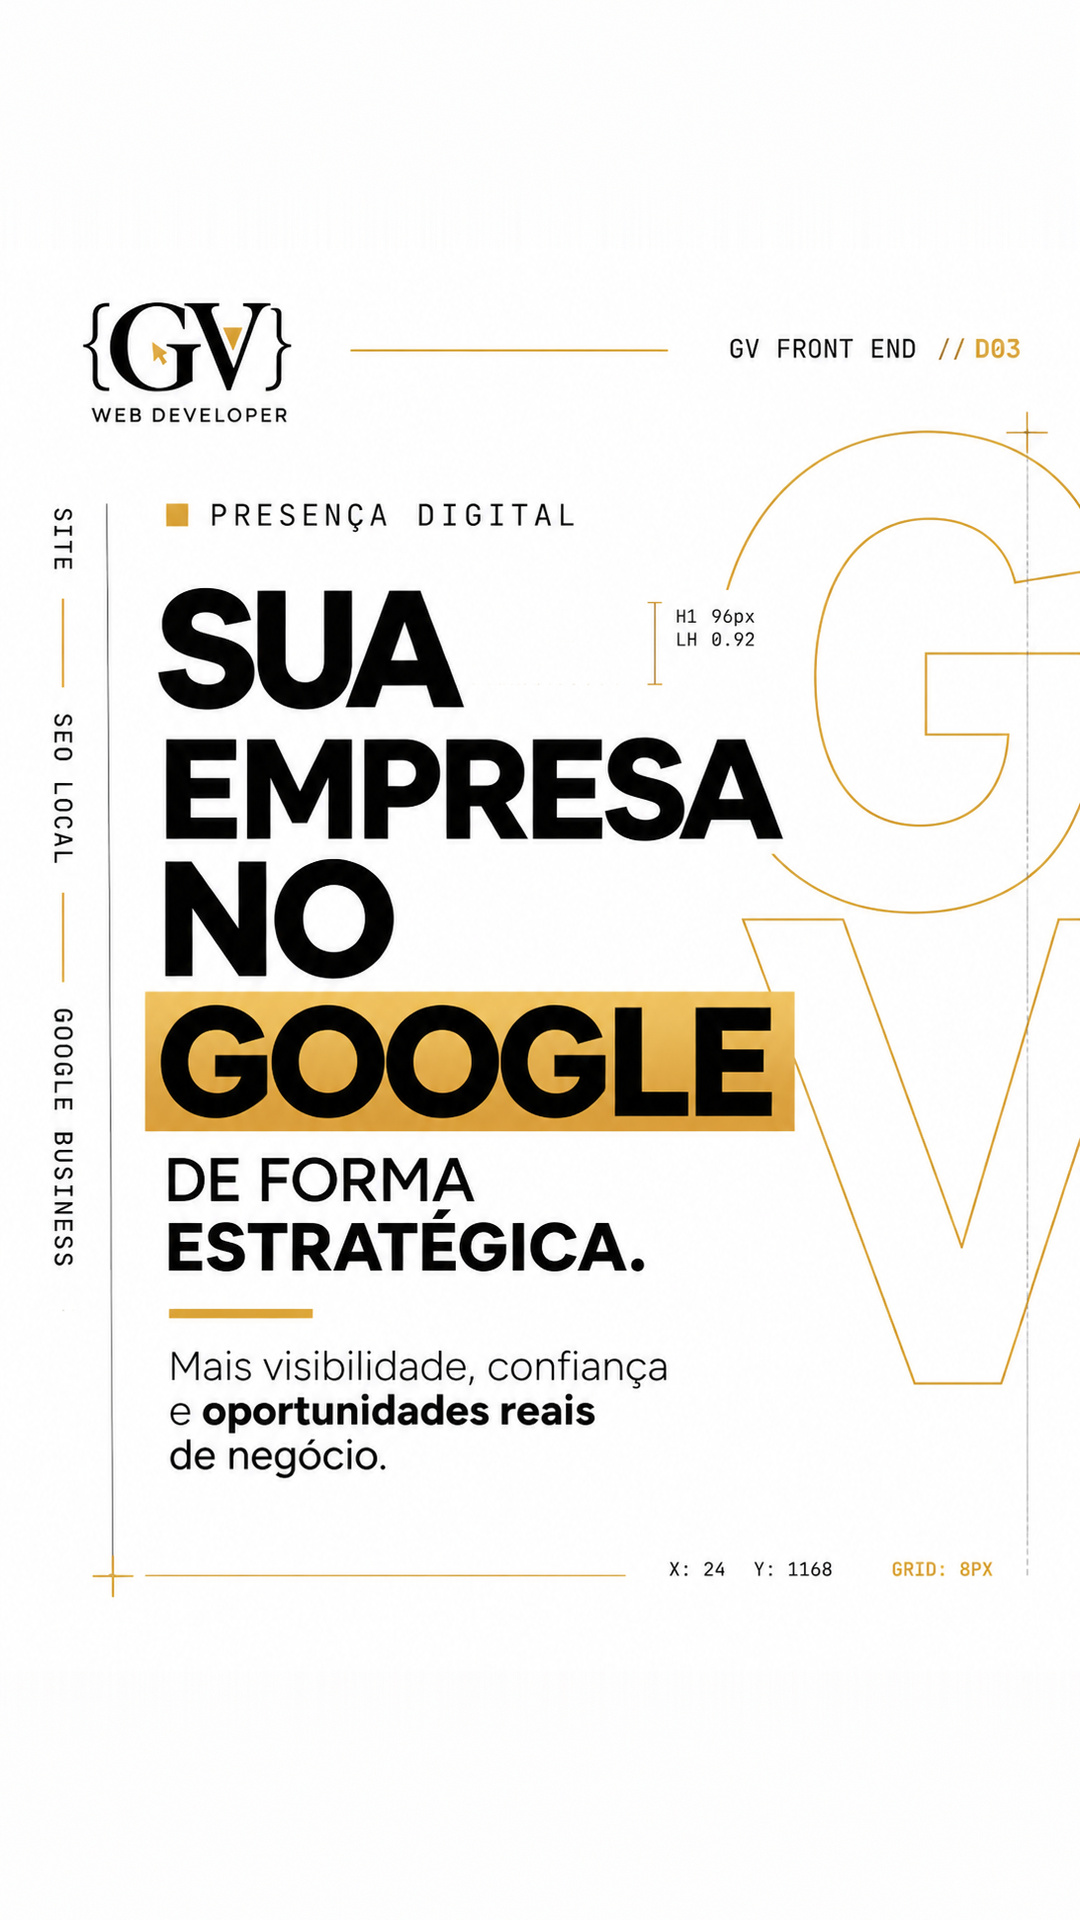 {GV}
WEB DEVELOPER
GV FRONT END // D03
SITE
SEO LOCAL
GOOGLE BUSINESS
PRESENÇA DIGITAL
SUA
H1 96px
LH 0.92
EMPRESA
NO
GOOGLE
DE FORMA
ESTRATÉGICA.
Mais visibilidade, confiança
e oportunidades reais
de negócio.
GV
X: 24 Y: 1168 GRID: 8PX